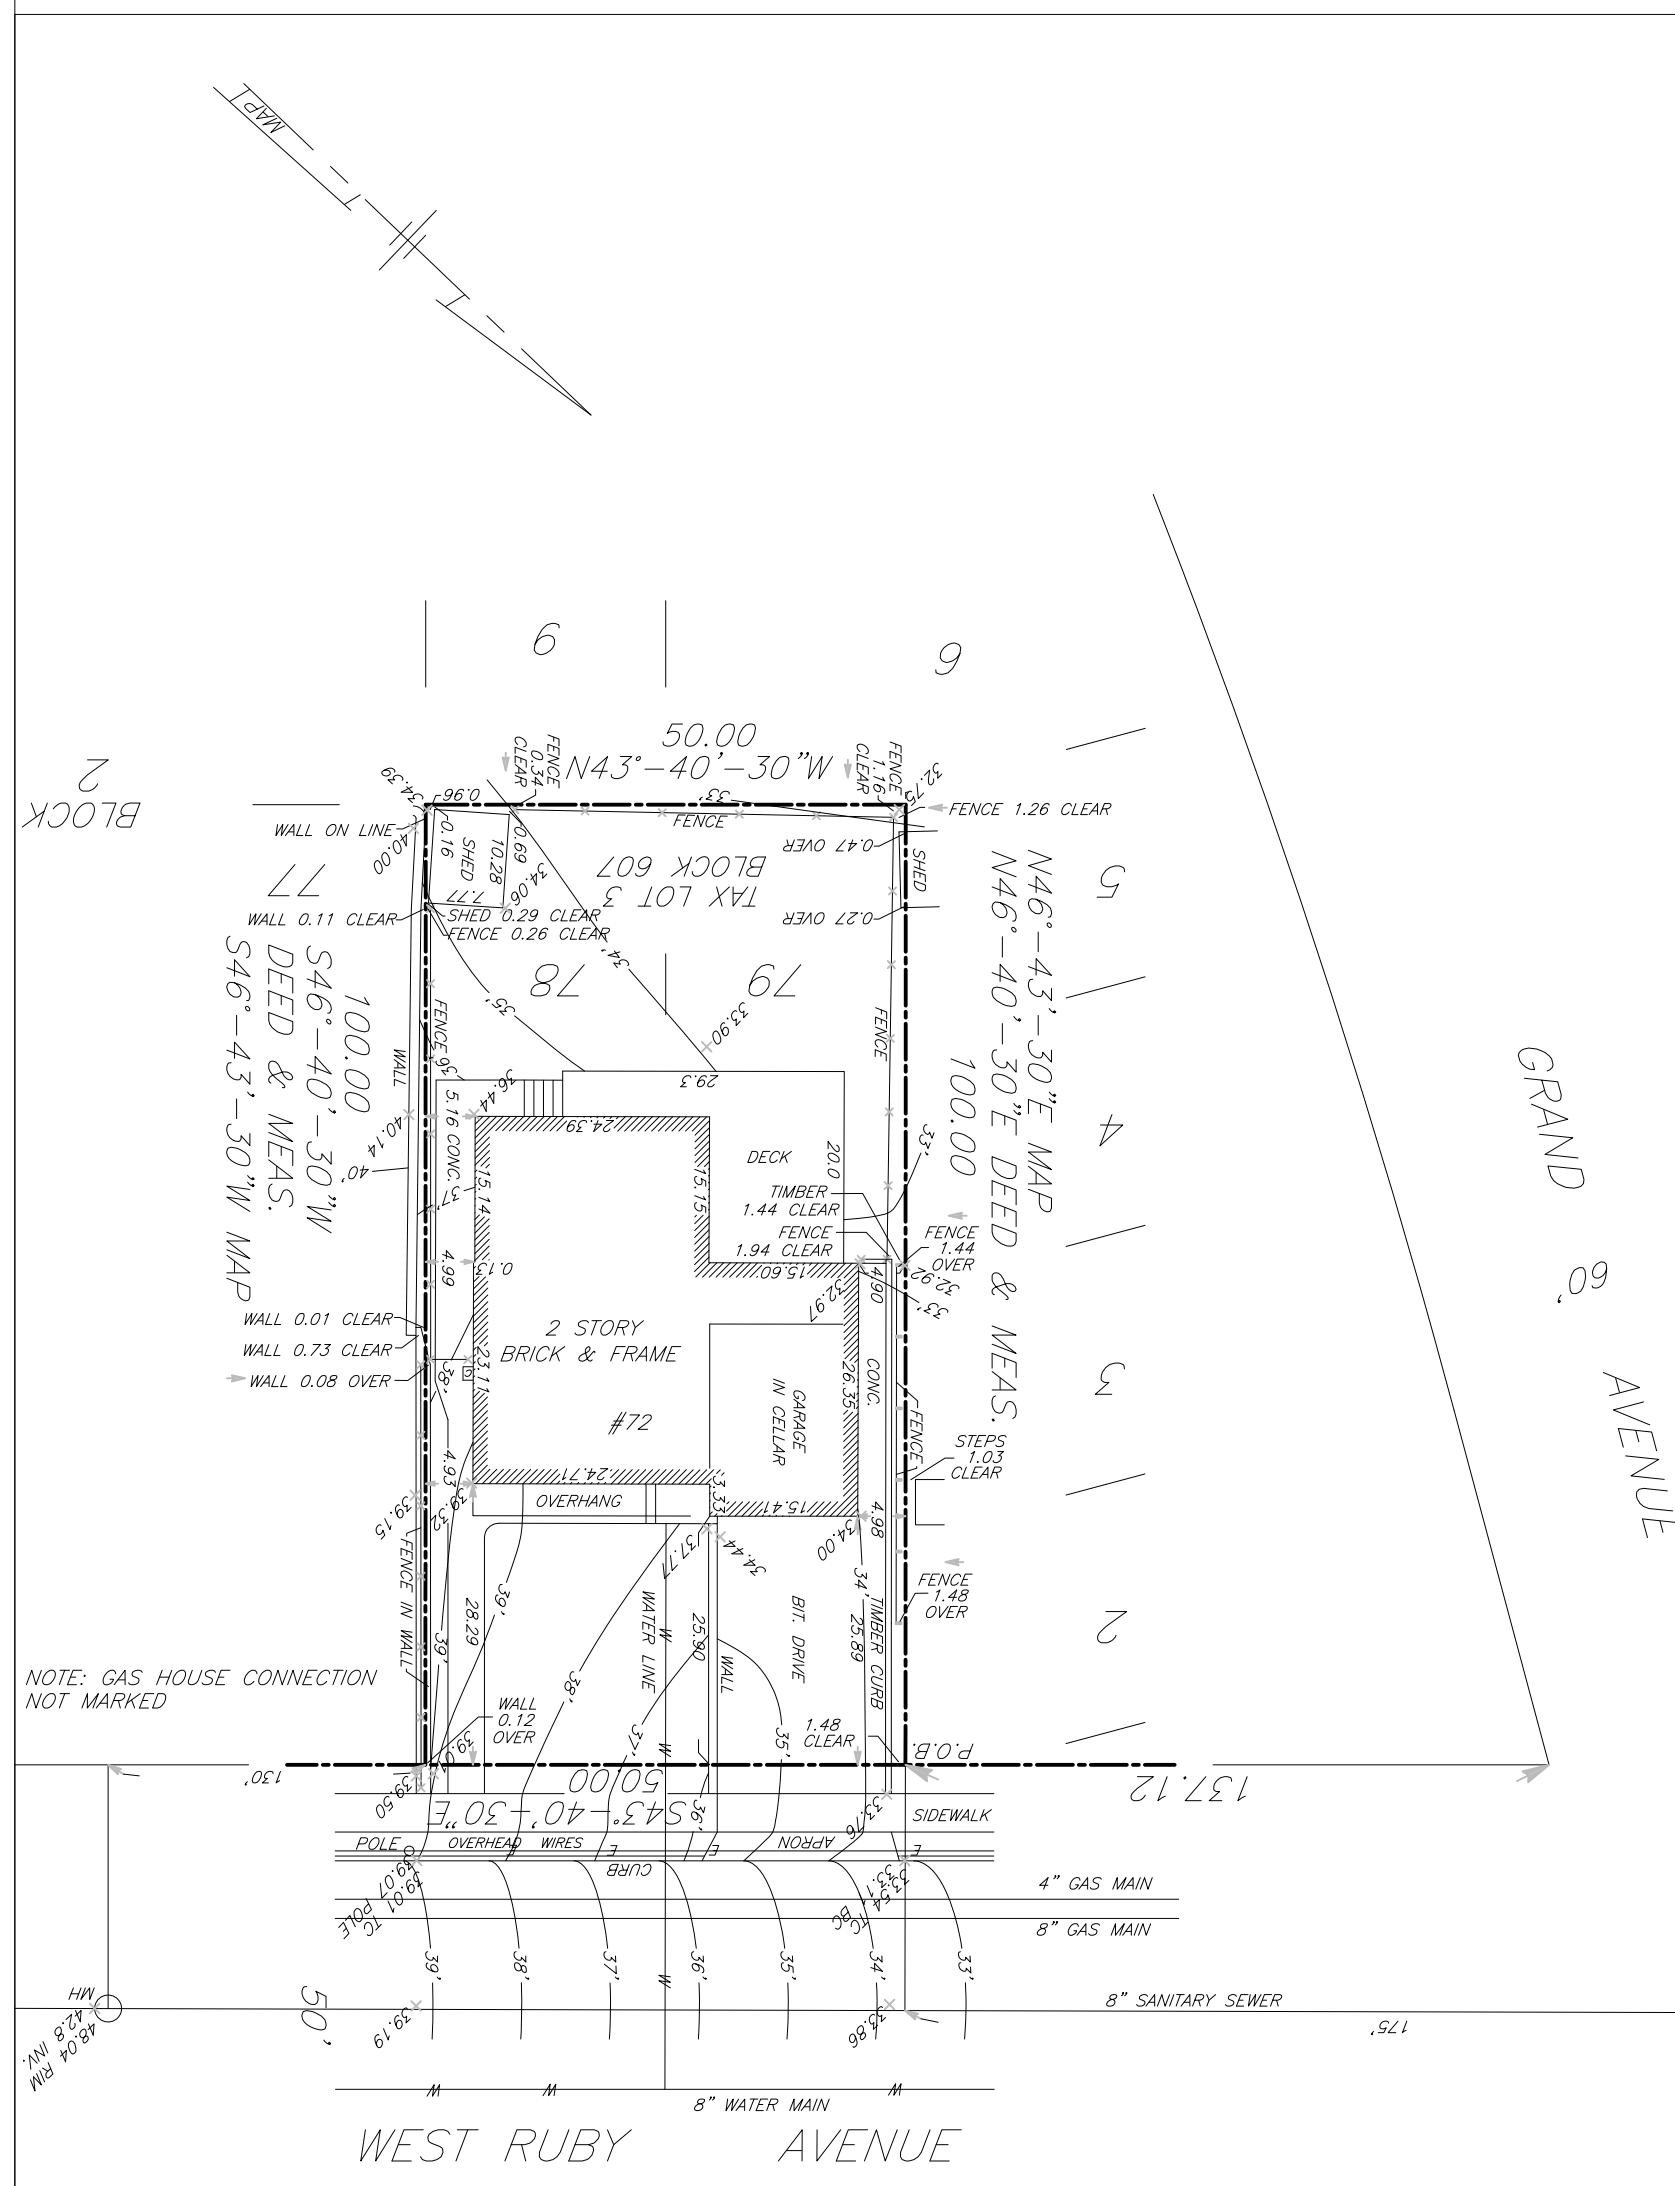 MAP
9
6
50.00
N43°-40'-30"W
BLOCK
2
FENCE
0.34
CLEAR
FENCE
1.16
CLEAR
32.75
34.39
0.96
33'
FENCE 1.26 CLEAR
WALL ON LINE
40.00
0.16
SHED
10.28
0.69
34.06
7.77
FENCE
0.47 OVER
SHED
0.27 OVER
TAX LOT 3
BLOCK 607
77
5
WALL 0.11 CLEAR
SHED 0.29 CLEAR
FENCE 0.26 CLEAR
34'
35'
78
79
33.90
FENCE
FENCE
WALL
100.00
S46°-40'-30"W
DEED & MEAS.
S46°-43'-30"W MAP
N46°-43'-30"E MAP
N46°-40'-30"E DEED & MEAS.
100.00
36'
36.44
29.3
40.14
40'
5.16 CONC.
15.14
24.39
15.15
37'
DECK
20.0
33'
4
TIMBER
1.44 CLEAR
FENCE
1.94 CLEAR
FENCE
1.44
OVER
32.92
33'
4.99
0.13
15.60
32.97
4.90
GRAND
60'
AVENUE
WALL 0.01 CLEAR
WALL 0.73 CLEAR
WALL 0.08 OVER
2 STORY
BRICK & FRAME
#72
23.11
38'
G
GARAGE
IN CELLAR
26.35
CONC.
FENCE
3
STEPS
1.03
CLEAR
4.93
39.32
39.15
24.71
OVERHANG
3.33
15.41
4.98
34.00
37.77
34.44
FENCE IN WALL
28.29
39'
39'
38'
WATER LINE
W
25.90
WALL
BIT. DRIVE
34'
25.89
TIMBER CURB
FENCE
1.48
OVER
2
NOTE: GAS HOUSE CONNECTION
NOT MARKED
WALL
0.12
OVER
37'
W
35'
1.48
CLEAR
P.O.B.
130'
39.50
50.00
S43°-40'-30"E
36'
33.76
137.12
SIDEWALK
POLE
OVERHEAD WIRES
E
E
E
E
APRON
CURB
39.07
39.01 TC POLE
33.54 TC
33.17 BC
4" GAS MAIN
8" GAS MAIN
39'
38'
37'
W
36'
35'
34'
33'
MH
48.04 RIM
42.8 INV.
50'
39.19
33.86
8" SANITARY SEWER
175'
W
W
W
8" WATER MAIN
WEST RUBY AVENUE